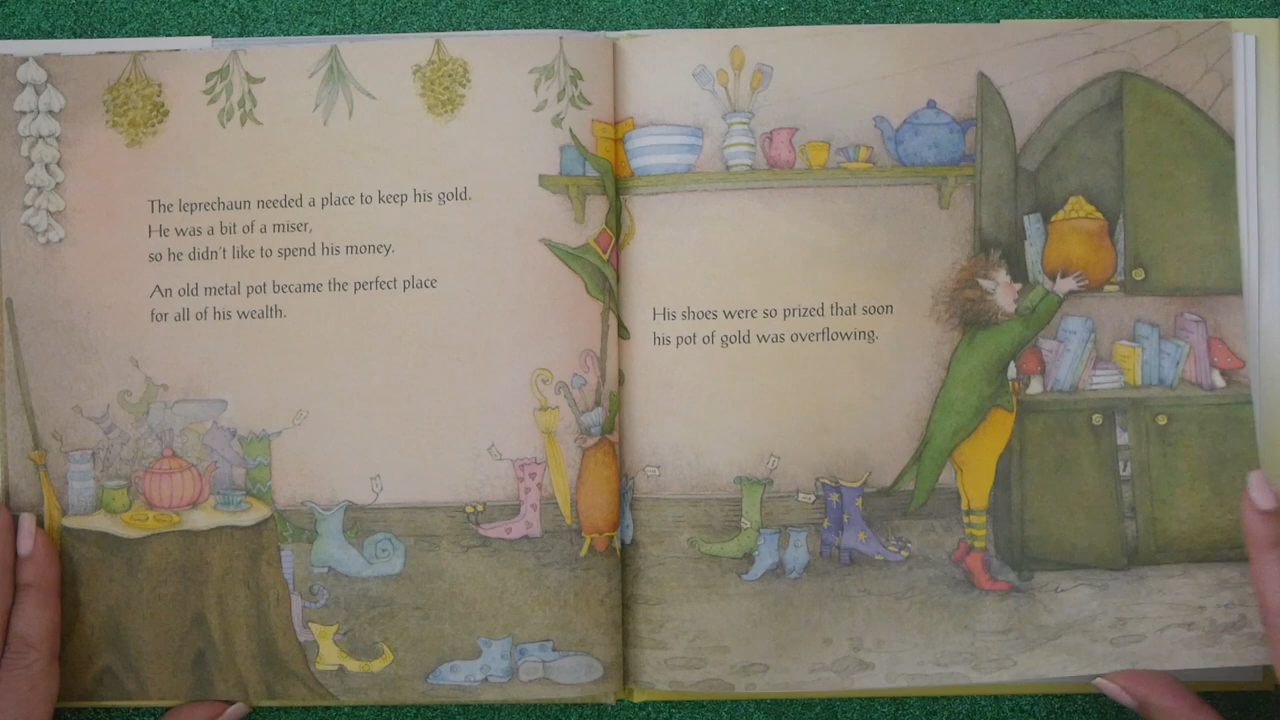 The leprechaun needed a place to keep his gold.
He was a bit of a miser,
so he didn't like to spend his money.
An old metal pot became the perfect place
for all of his wealth.
His shoes were so prized that soon
his pot of gold was overflowing.